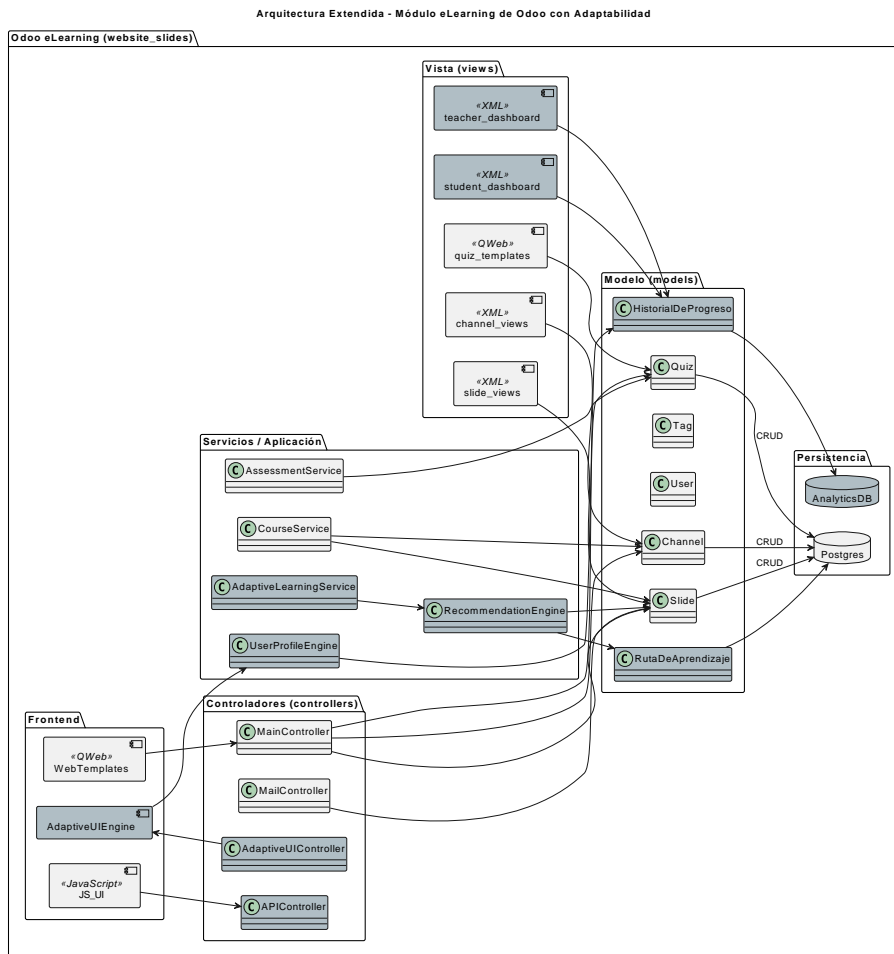 Arquitectura Extendida - Módulo eLearning de Odoo con Adaptabilidad
Odoo eLearning (website_slides)
Vista (views)
«XML»
teacher_dashboard
«XML»
student_dashboard
«QWeb»
quiz_templates
«XML»
channel_views
«XML»
slide_views
Modelo (models)
C HistorialDeProgreso
C Quiz
C Tag
C User
C Channel
C Slide
C RutaDeAprendizaje
CRUD
CRUD
CRUD
Persistencia
AnalyticsDB
Postgres
Servicios / Aplicación
C AssessmentService
C CourseService
C AdaptiveLearningService
C RecommendationEngine
C UserProfileEngine
Controladores (controllers)
C MainController
C MailController
C AdaptiveUIController
C APIController
Frontend
«QWeb»
WebTemplates
AdaptiveUIEngine
«JavaScript»
JS_UI